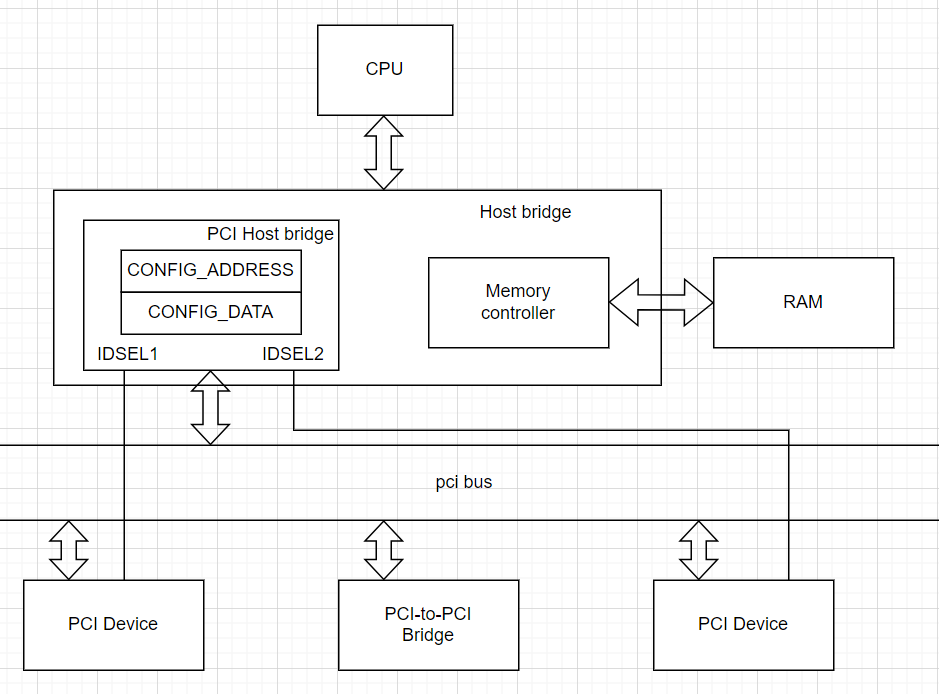 CPU
Host bridge
PCI Host bridge
CONFIG_ADDRESS
CONFIG_DATA
IDSEL1
IDSEL2
Memory
controller
RAM
pci bus
PCI Device
PCI-to-PCI
Bridge
PCI Device